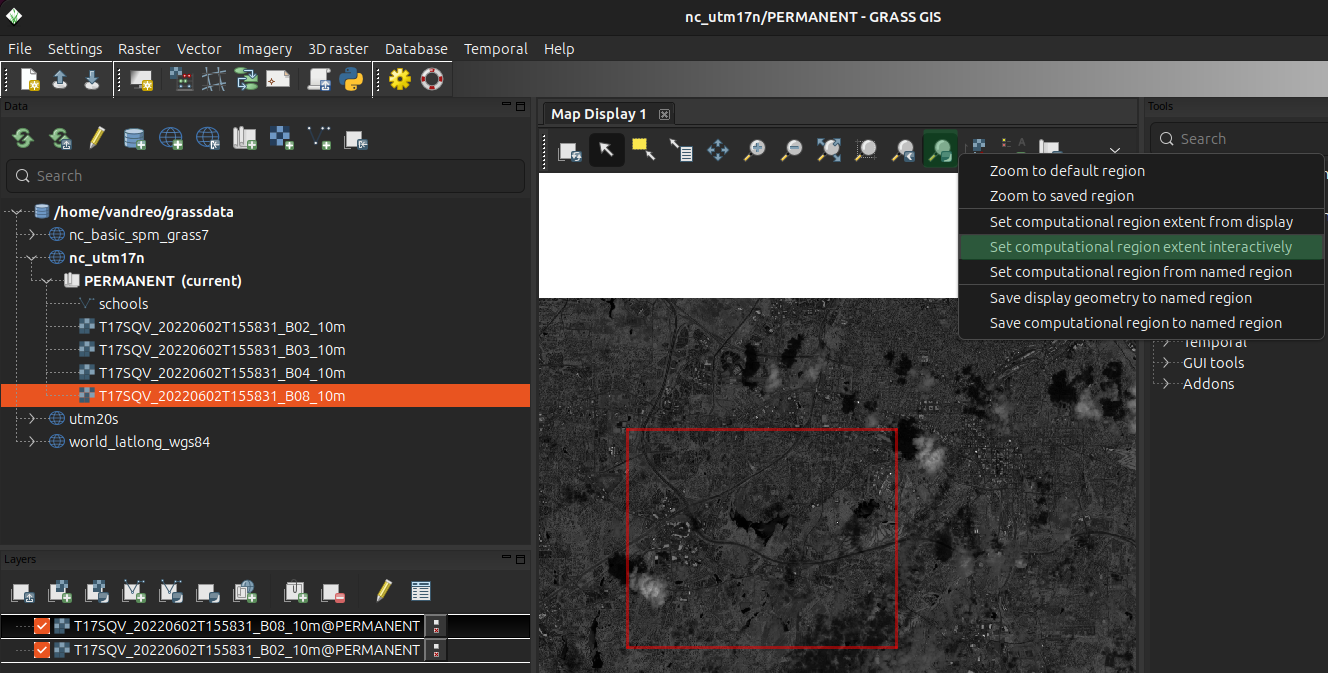 nc_utm17n/PERMANENT - GRASS GIS
File Settings Raster Vector Imagery 3D raster Database Temporal Help
Data
Search
/home/vandreo/grassdata
nc_basic_spm_grass7
nc_utm17n
PERMANENT (current)
schools
T17SQV_20220602T155831_B02_10m
T17SQV_20220602T155831_B03_10m
T17SQV_20220602T155831_B04_10m
T17SQV_20220602T155831_B08_10m
utm20s
world_latlong_wgs84
Layers
T17SQV_20220602T155831_B08_10m@PERMANENT
T17SQV_20220602T155831_B02_10m@PERMANENT
Map Display 1
Zoom to default region
Zoom to saved region
Set computational region extent from display
Set computational region extent interactively
Set computational region from named region
Save display geometry to named region
Save computational region to named region
Tools
Search
Temporal
GUI tools
Addons